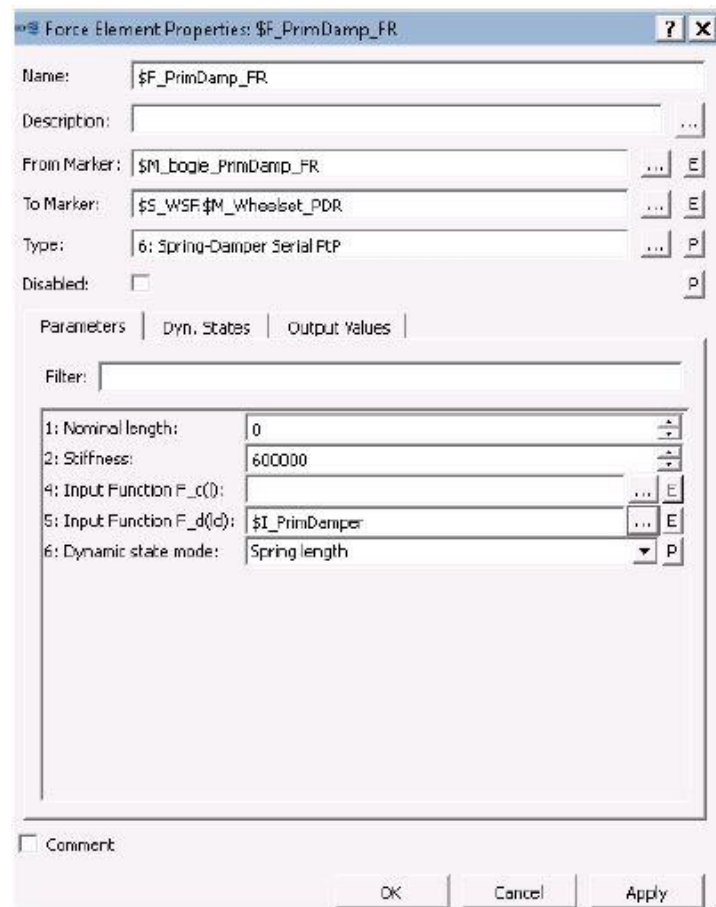 Force Element Properties: $F_PrimDamp_FR ? X
Name: $F_PrimDamp_FR
Description: ...
From Marker: $M_bogie_PrimDamp_FR ... E
To Marker: $S_WSF.$M_Wheelset_PDR ... E
Type: 6: Spring-Damper Serial PtP ... P
Disabled: P
Parameters Dyn. States Output Values
Filter:
1: Nominal length: 0
2: Stiffness: 600000
4: Input Function F_c(l): ... E
5: Input Function F_d(ld): $I_PrimDamper ... E
6: Dynamic state mode: Spring length P
Comment
OK Cancel Apply